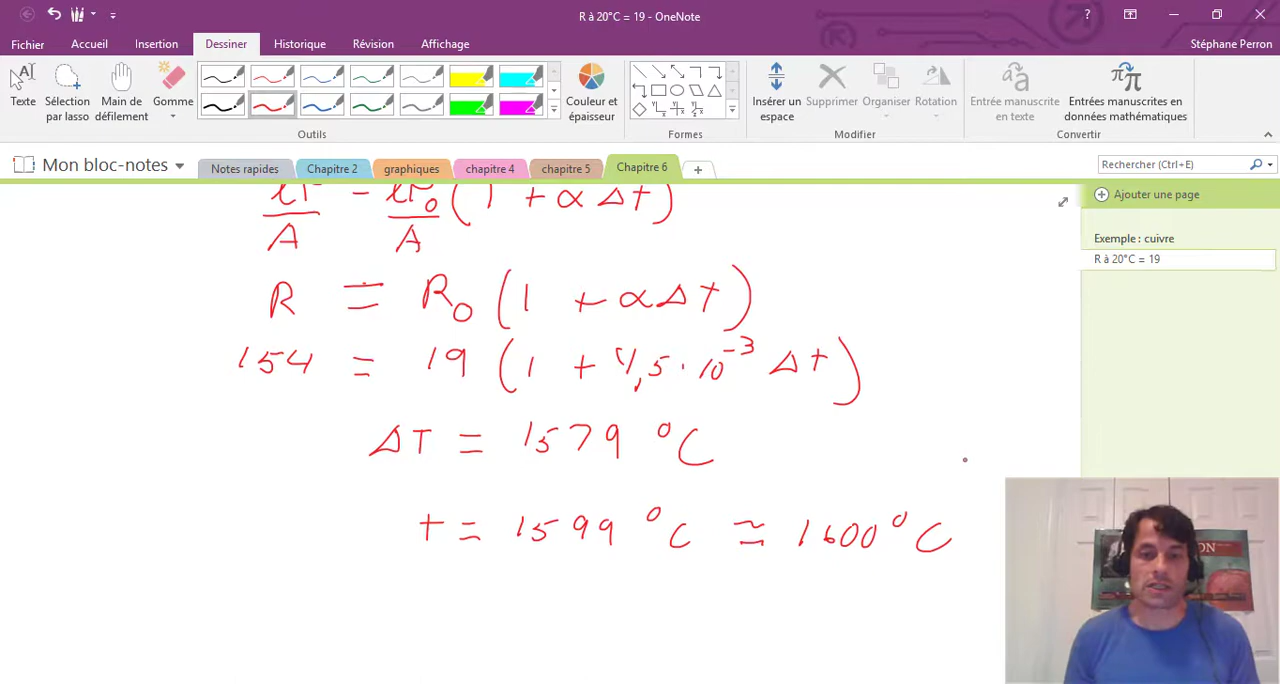 R à 20°C = 19 - OneNote
Fichier Accueil Insertion Dessiner Historique Révision Affichage Stéphane Perron
Texte Sélection par lasso Main de défilement Gomme Couleur et épaisseur Insérer un espace Supprimer Organiser Rotation Entrée manuscrite en texte Entrées manuscrites en données mathématiques
Outils Formes Modifier Convertir
Mon bloc-notes Notes rapides Chapitre 2 graphiques chapitre 4 chapitre 5 Chapitre 6 + Rechercher (Ctrl+E)
Ajouter une page
Exemple : cuivre
R à 20°C = 19
A A (1 + α Δt)
R = R₀ (1 + αΔt)
154 = 19 (1 + 4,5·10⁻³ Δt)
ΔT = 1579 °C
t = 1599 °C ≃ 1600 °C